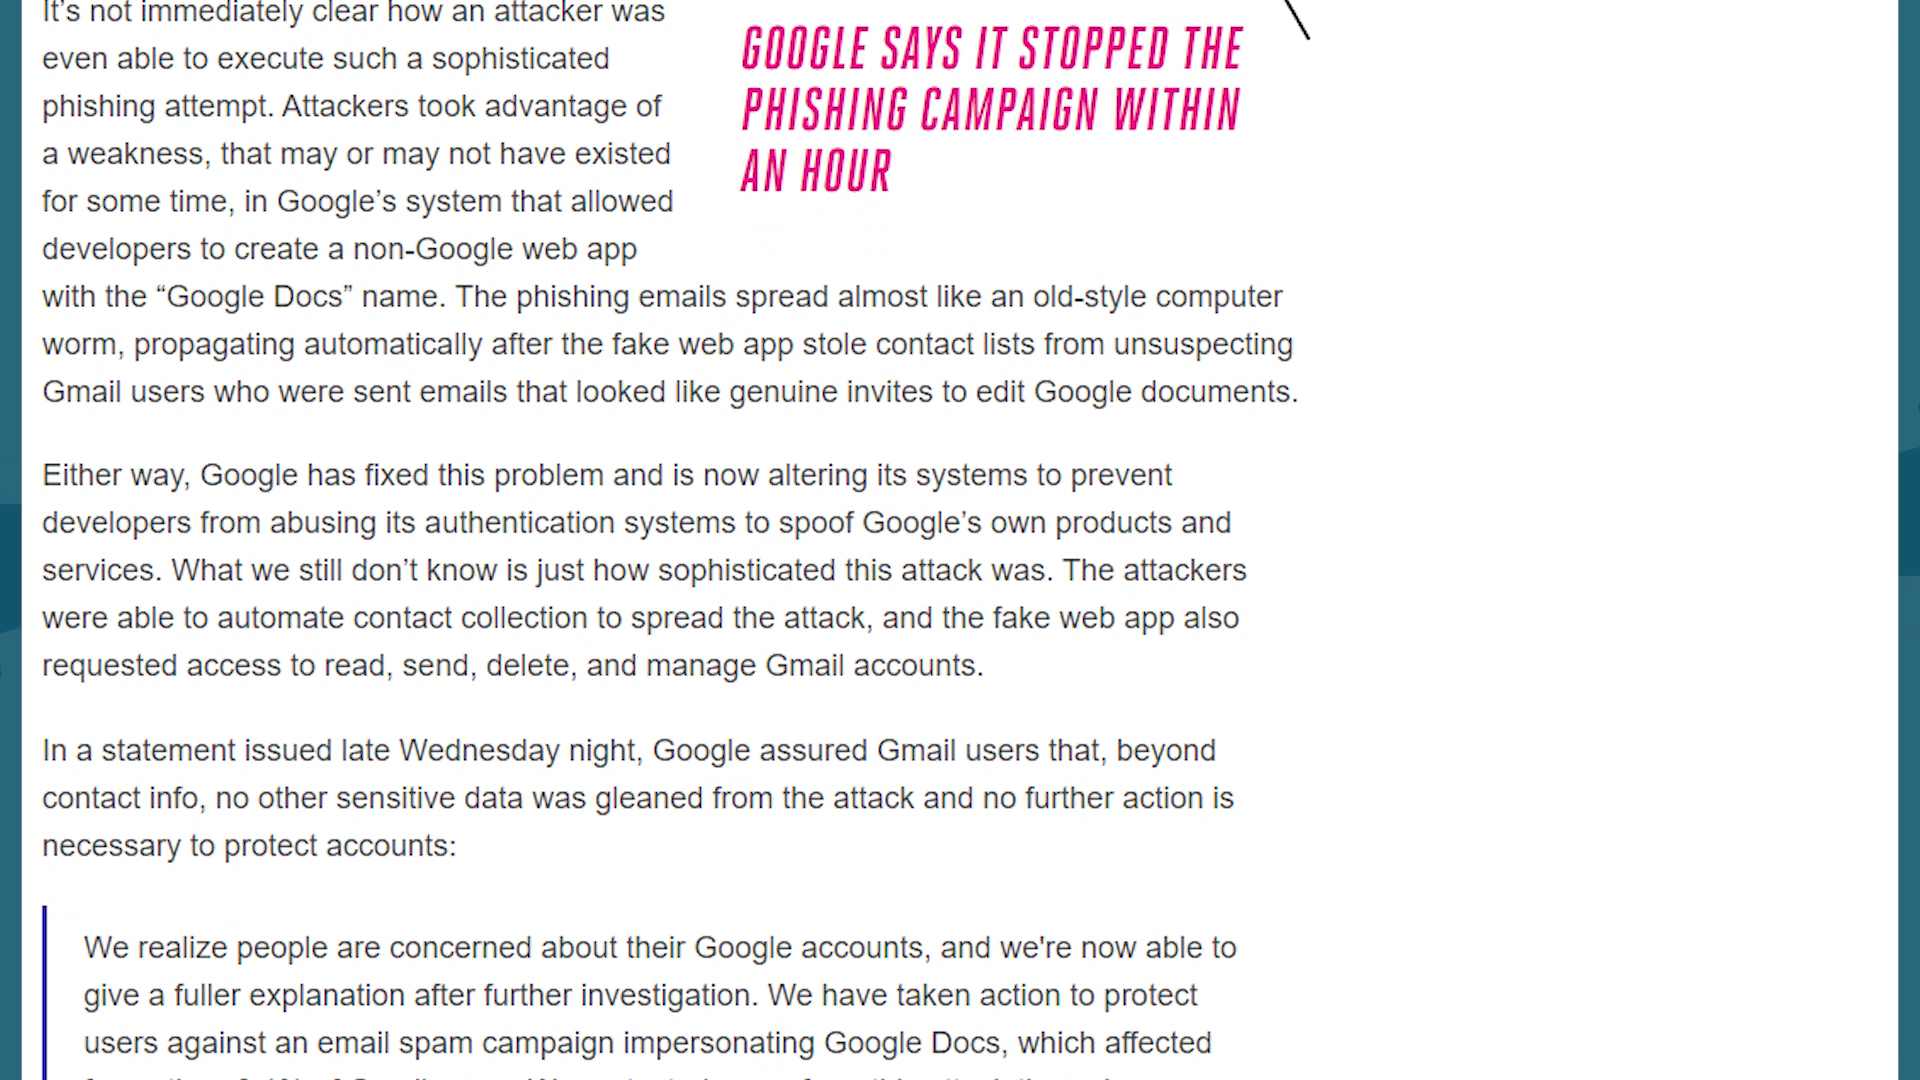 It’s not immediately clear how an attacker was
even able to execute such a sophisticated
phishing attempt. Attackers took advantage of
a weakness, that may or may not have existed
for some time, in Google’s system that allowed
developers to create a non-Google web app
GOOGLE SAYS IT STOPPED THE
PHISHING CAMPAIGN WITHIN
AN HOUR
with the “Google Docs” name. The phishing emails spread almost like an old-style computer
worm, propagating automatically after the fake web app stole contact lists from unsuspecting
Gmail users who were sent emails that looked like genuine invites to edit Google documents.
Either way, Google has fixed this problem and is now altering its systems to prevent
developers from abusing its authentication systems to spoof Google’s own products and
services. What we still don’t know is just how sophisticated this attack was. The attackers
were able to automate contact collection to spread the attack, and the fake web app also
requested access to read, send, delete, and manage Gmail accounts.
In a statement issued late Wednesday night, Google assured Gmail users that, beyond
contact info, no other sensitive data was gleaned from the attack and no further action is
necessary to protect accounts:
We realize people are concerned about their Google accounts, and we're now able to
give a fuller explanation after further investigation. We have taken action to protect
users against an email spam campaign impersonating Google Docs, which affected